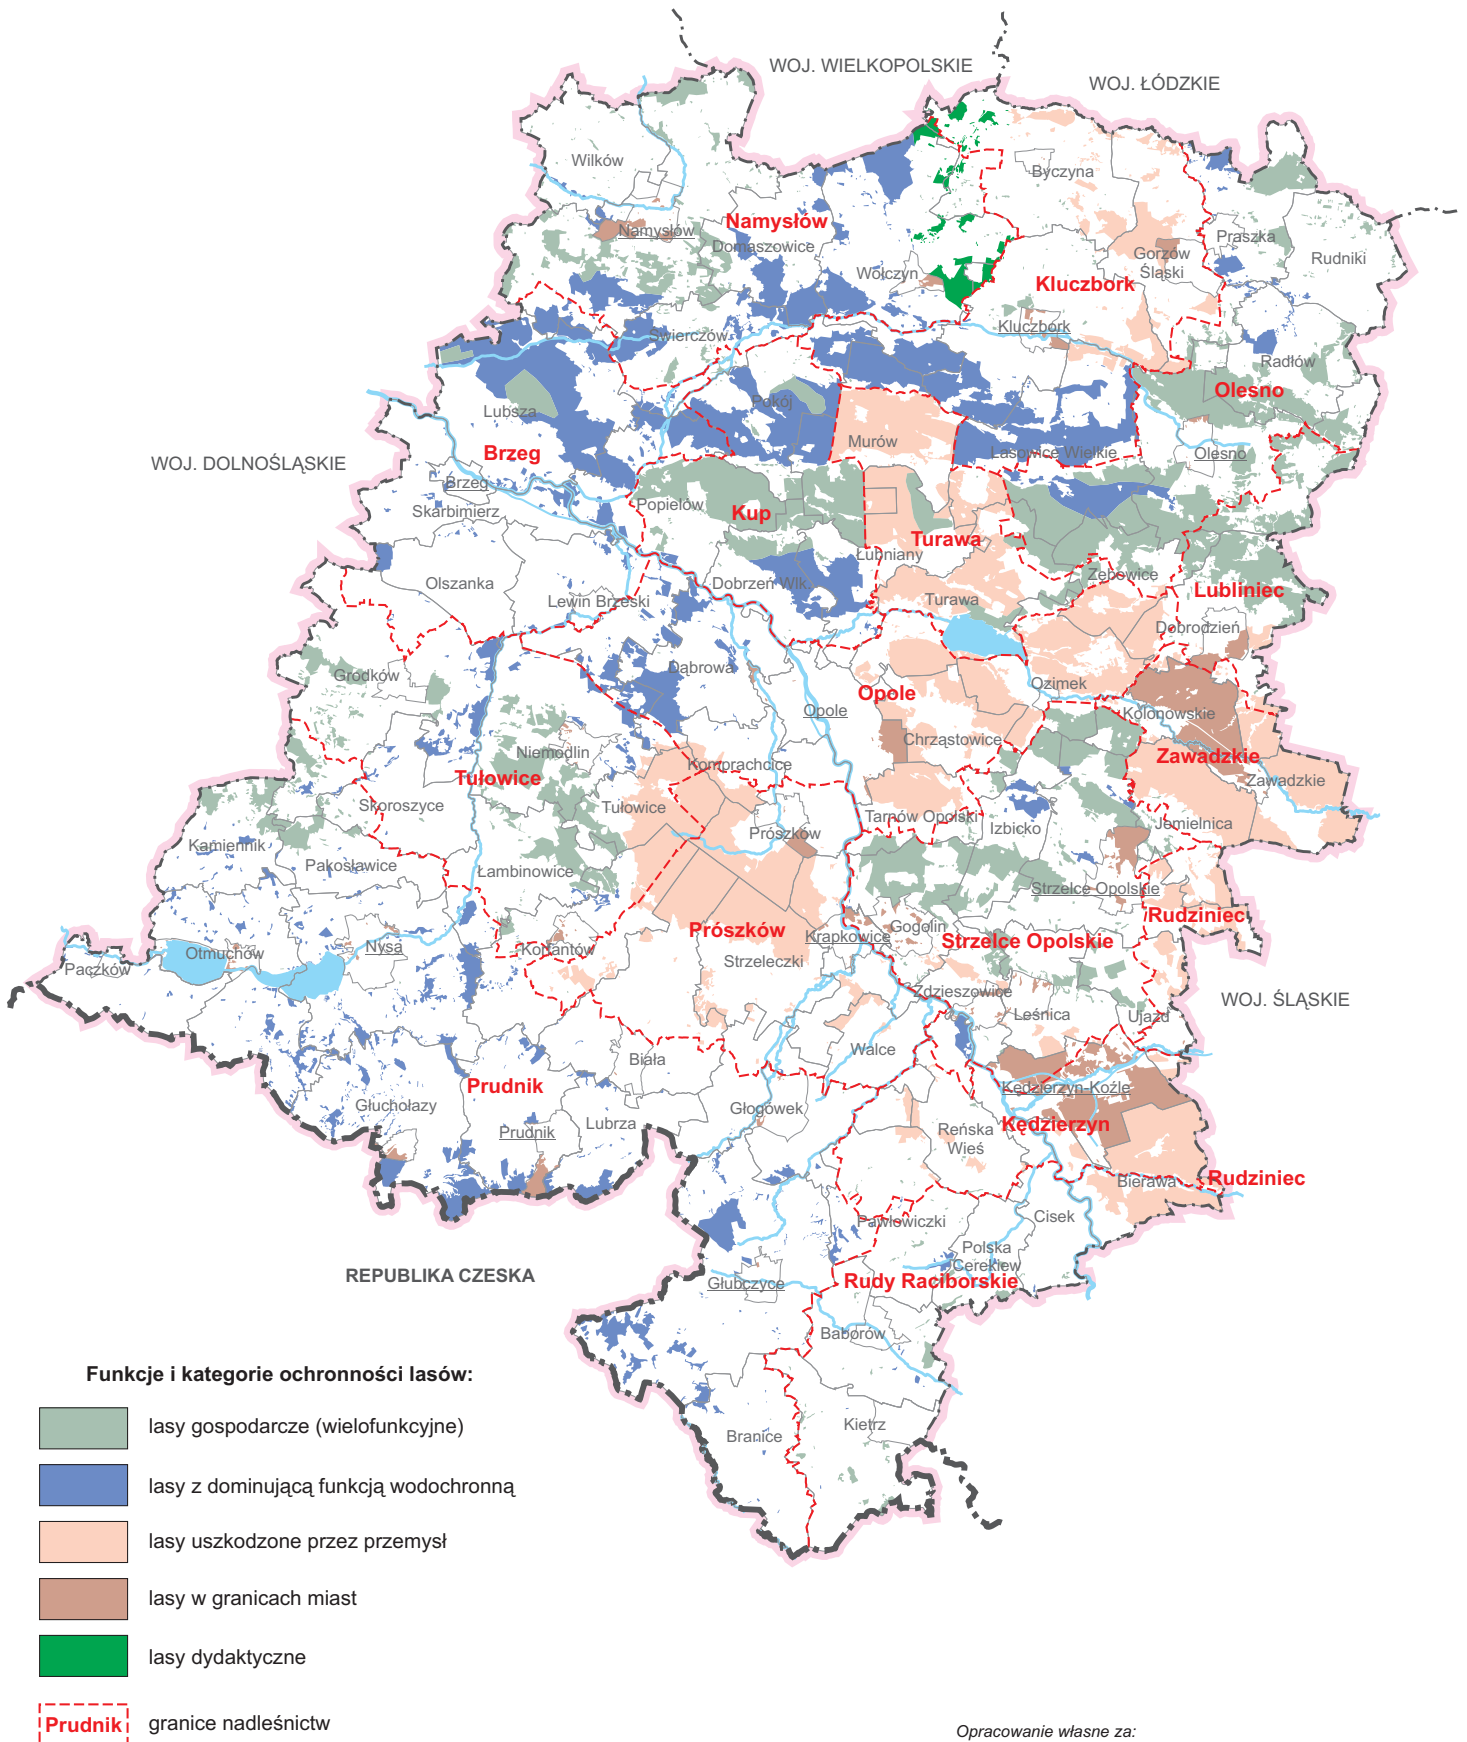 WOJ. WIELKOPOLSKIE
WOJ. ŁÓDZKIE
Wilków
Byczyna
Namysłów
Namysłów
Domaszowice
Wołczyn
Gorzów
Śląski
Praszka
Rudniki
Kluczbork
Kluczbork
Świerczów
Radłów
Olesno
Pokój
Lubsza
Murów
Lasowice Wielkie
Olesno
WOJ. DOLNOŚLĄSKIE
Brzeg
Brzeg
Skarbimierz
Popielów
Kup
Turawa
Łubniany
Olszanka
Lewin Brzeski
Dobrzeń Wlk.
Zębowice
Lubliniec
Turawa
Dobrodzień
Grodków
Dąbrowa
Opole
Opole
Ozimek
Kolonowskie
Chrząstowice
Niemodlin
Komprachcice
Zawadzkie
Zawadzkie
Tułowice
Tułowice
Skoroszyce
Prószków
Tarnów Opolski
Izbicko
Jemielnica
Kamiennik
Pakosławice
Łambinowice
Strzelce Opolskie
Rudziniec
Prószków
Krapkowice
Gogolin
Strzelce Opolskie
Otmuchów
Nysa
Korfantów
Strzeleczki
Paczków
Zdzieszowice
Leśnica
Ujazd
WOJ. ŚLĄSKIE
Walce
Biała
Prudnik
Głuchołazy
Kędzierzyn-Koźle
Głogówek
Lubrza
Prudnik
Reńska
Wieś
Kędzierzyn
Bierawa
Rudziniec
Pawłowiczki
Cisek
Polska
Cerekiew
REPUBLIKA CZESKA
Głubczyce
Rudy Raciborskie
Baborów
Branice
Kietrz
Funkcje i kategorie ochronności lasów:
lasy gospodarcze (wielofunkcyjne)
lasy z dominującą funkcją wodochronną
lasy uszkodzone przez przemysł
lasy w granicach miast
lasy dydaktyczne
Prudnik granice nadleśnictw
Opracowanie własne za: